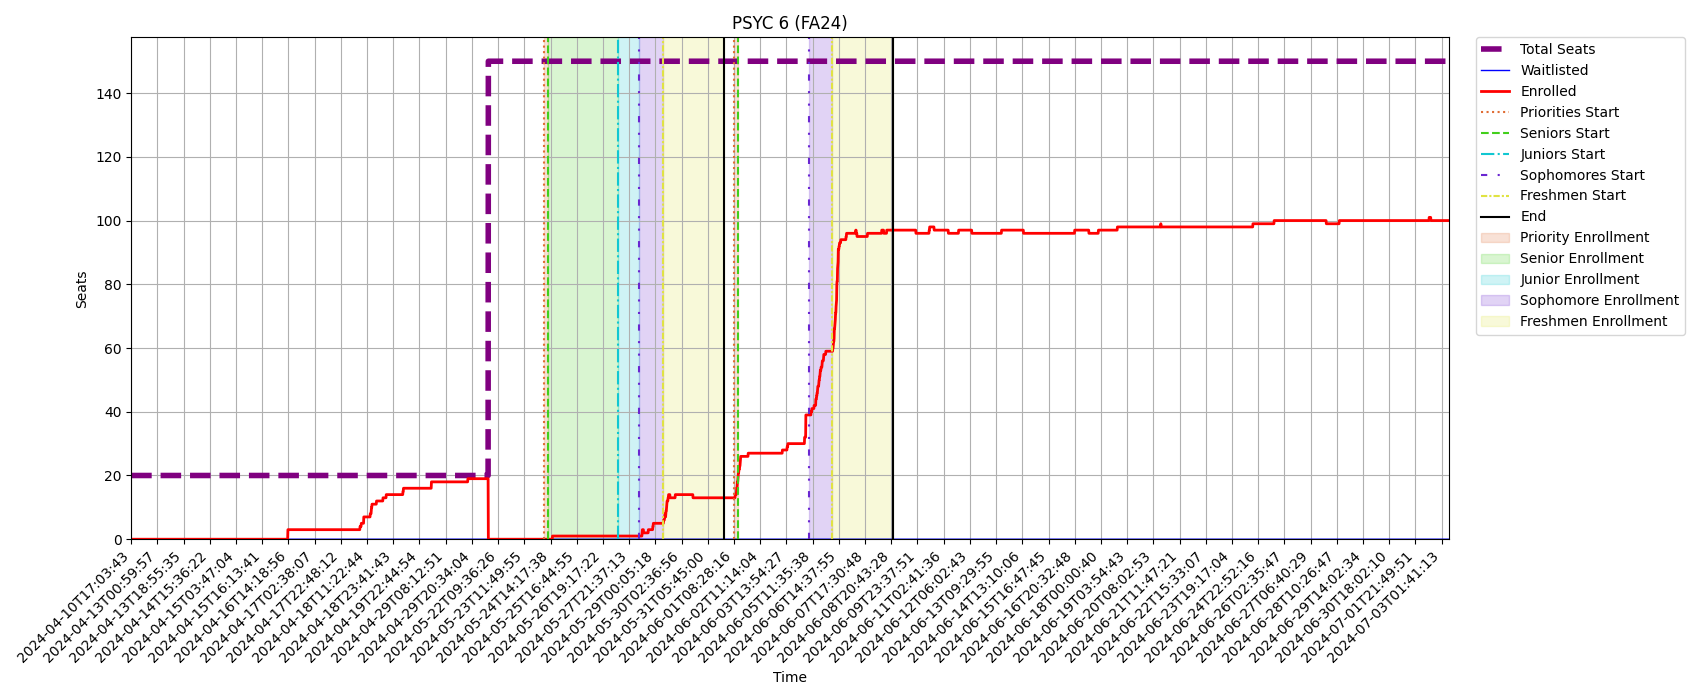 PSYC 6 (FA24)
Seats
140
120
100
80
60
40
20
0
2024-04-10T17:03:43
2024-04-13T00:59:57
2024-04-13T18:55:35
2024-04-14T15:36:22
2024-04-15T03:47:04
2024-04-15T16:13:41
2024-04-16T14:18:56
2024-04-17T02:38:07
2024-04-17T22:48:12
2024-04-18T11:22:44
2024-04-18T23:41:43
2024-04-19T22:44:54
2024-04-29T08:12:51
2024-04-29T20:34:04
2024-05-22T09:36:26
2024-05-23T11:49:55
2024-05-24T14:17:38
2024-05-25T16:44:55
2024-05-26T19:17:22
2024-05-27T21:37:13
2024-05-29T00:05:18
2024-05-30T02:36:56
2024-05-31T05:45:00
2024-06-01T08:28:16
2024-06-02T11:14:04
2024-06-03T13:54:27
2024-06-05T11:35:38
2024-06-06T14:37:55
2024-06-07T17:30:48
2024-06-08T20:43:28
2024-06-09T23:37:51
2024-06-11T02:41:36
2024-06-12T06:02:43
2024-06-13T09:29:55
2024-06-14T13:10:06
2024-06-15T16:47:45
2024-06-16T20:32:48
2024-06-18T00:00:40
2024-06-19T03:54:43
2024-06-20T08:02:53
2024-06-21T11:47:21
2024-06-22T15:33:07
2024-06-23T19:17:04
2024-06-24T22:52:16
2024-06-26T02:35:47
2024-06-27T06:40:29
2024-06-28T10:26:47
2024-06-29T14:02:34
2024-06-30T18:02:10
2024-07-01T21:49:51
2024-07-03T01:41:13
Time
Total Seats
Waitlisted
Enrolled
Priorities Start
Seniors Start
Juniors Start
Sophomores Start
Freshmen Start
End
Priority Enrollment
Senior Enrollment
Junior Enrollment
Sophomore Enrollment
Freshmen Enrollment